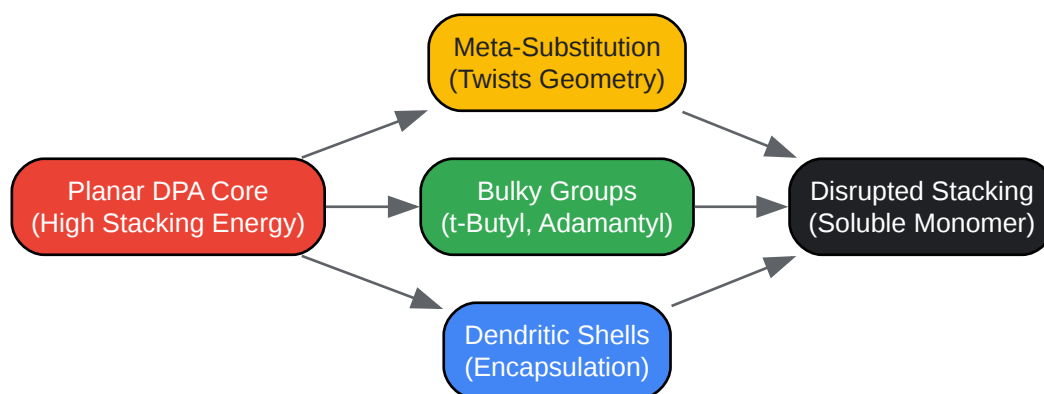 Meta-Substitution
(Twists Geometry)
Planar DPA Core
(High Stacking Energy)
Bulky Groups
(t-Butyl, Adamantyl)
Disrupted Stacking
(Soluble Monomer)
Dendritic Shells
(Encapsulation)